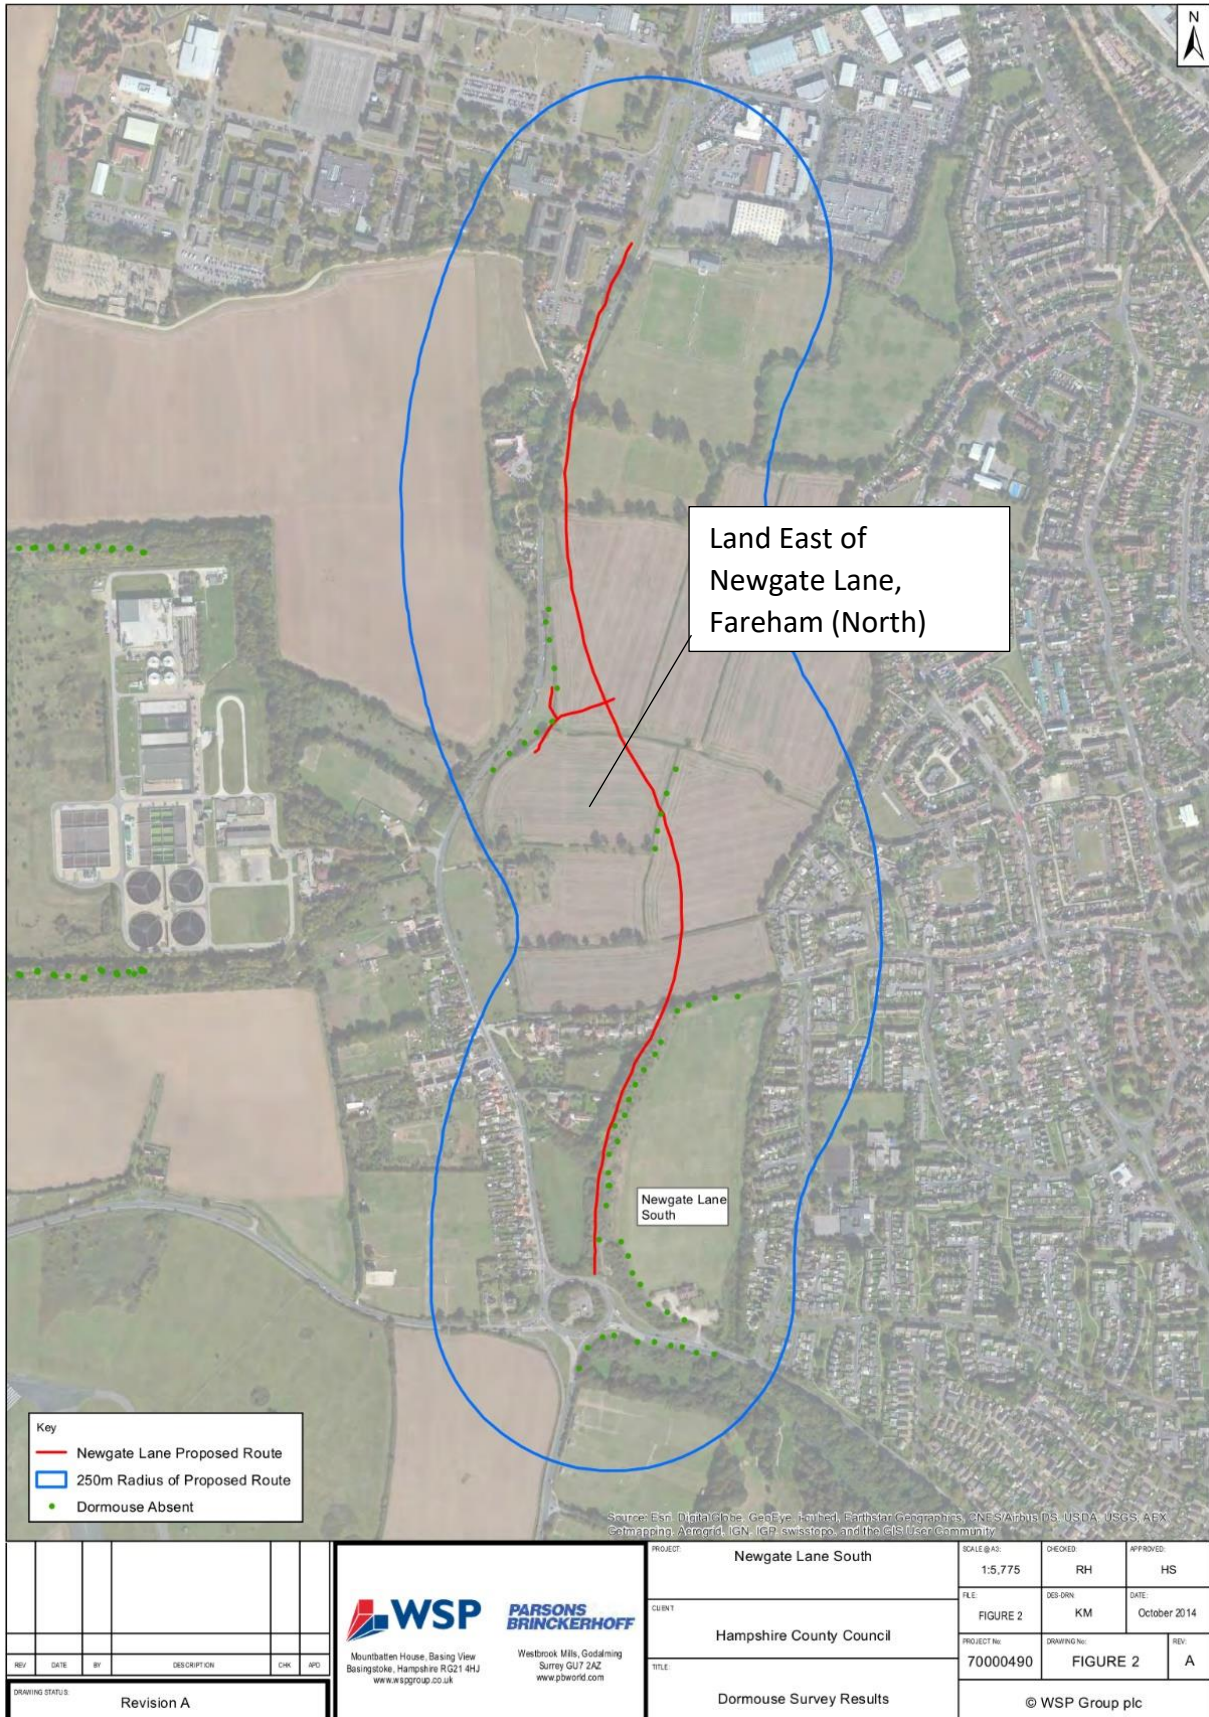 N
Land East of
Newgate Lane,
Fareham (North)
Newgate Lane
South
Key
Newgate Lane Proposed Route
250m Radius of Proposed Route
Dormouse Absent
Source: Esri, DigitalGlobe, GeoEye, i-cubed, Earthstar Geographics, CNES/Airbus DS, USDA, USGS, AEX,
Getmapping, Aerogrid, IGN, IGP, swisstopo, and the GIS User Community
REV DATE BY DESCRIPTION CHK APD
DRAWING STATUS:
Revision A
WSP
Mountbatten House, Basing View
Basingstoke, Hampshire RG21 4HJ
www.wspgroup.co.uk
PARSONS
BRINCKERHOFF
Westbrook Mills, Godalming
Surrey GU7 2AZ
www.pbworld.com
PROJECT:
Newgate Lane South
CLIENT:
Hampshire County Council
TITLE:
Dormouse Survey Results
SCALE @ A3: CHECKED: APPROVED:
1:5,775 RH HS
FILE: DES-DRN: DATE:
FIGURE 2 KM October 2014
PROJECT No: DRAWING No: REV:
70000490 FIGURE 2 A
© WSP Group plc